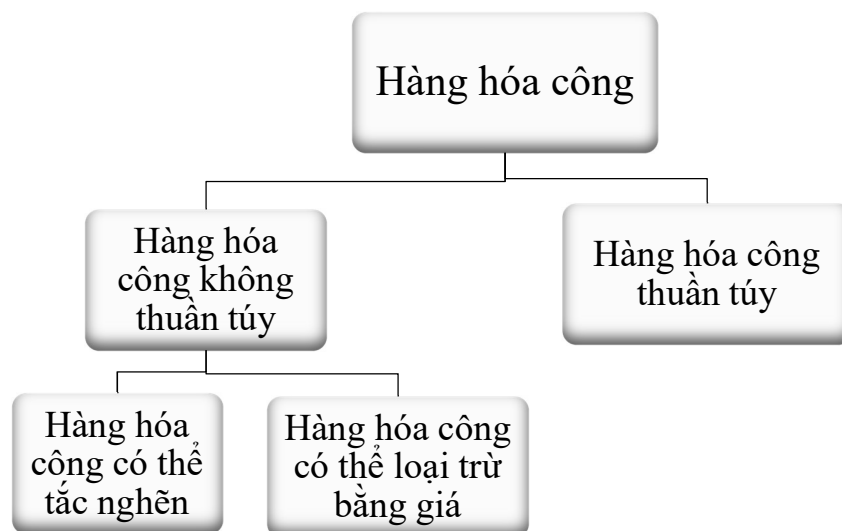 Hàng hóa công
Hàng hóa
công không
thuần túy
Hàng hóa công
thuần túy
Hàng hóa
công có thể
tắc nghẽn
Hàng hóa công
có thể loại trừ
bằng giá